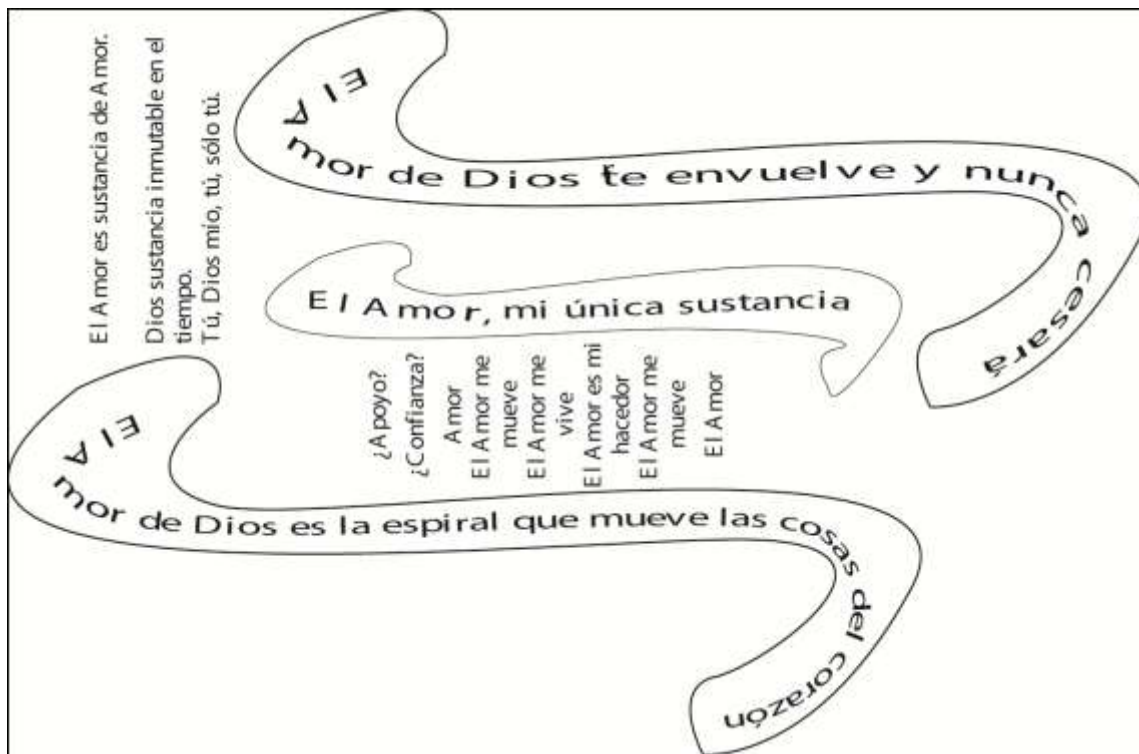 El Amor es sustancia de Amor.
Dios sustancia inmutable en el
tiempo.
Tú, Dios mío, tú, sólo tú.
El Amor de Dios te envuelve y nunca cesará
El Amor, mi única sustancia
¿Apoyo?
¿Confianza?
Amor
El Amor me
mueve
El Amor me
vive
El Amor es mi
hacedor
El Amor me
mueve
El Amor
El Amor de Dios es la espiral que mueve las cosas del corazón